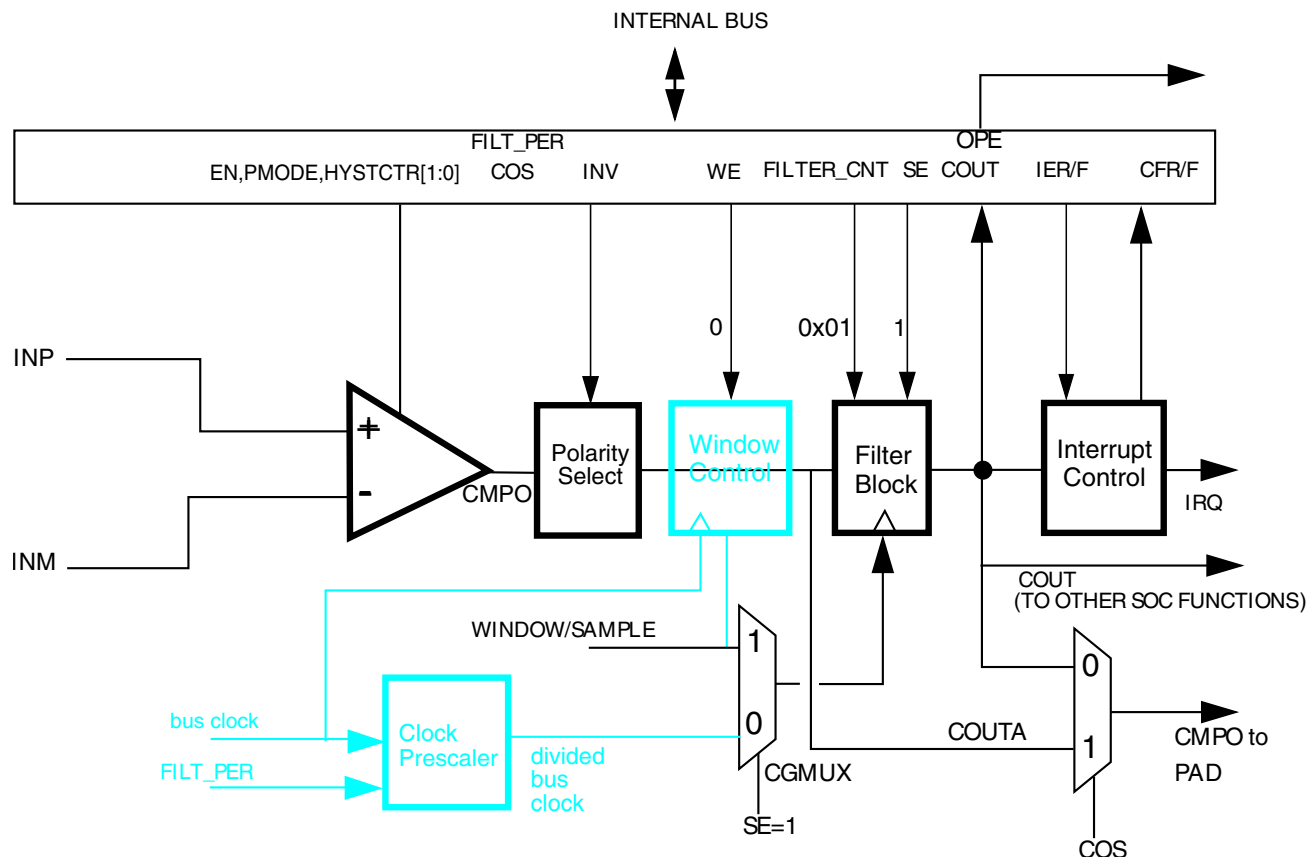 INTERNAL BUS
FILT_PER
OPE
EN,PMODE,HYSTCTR[1:0]
COS
INV
WE
FILTER_CNT
SE
COUT
IER/F
CFR/F
0
0x01
1
INP
+
-
INM
CMPO
Polarity
Select
Window
Control
Filter
Block
Interrupt
Control
IRQ
COUT
(TO OTHER SOC FUNCTIONS)
WINDOW/SAMPLE
1
0
CGMUX
SE=1
bus clock
FILT_PER
Clock
Prescaler
divided
bus
clock
COUTA
0
1
CMPO to
PAD
COS